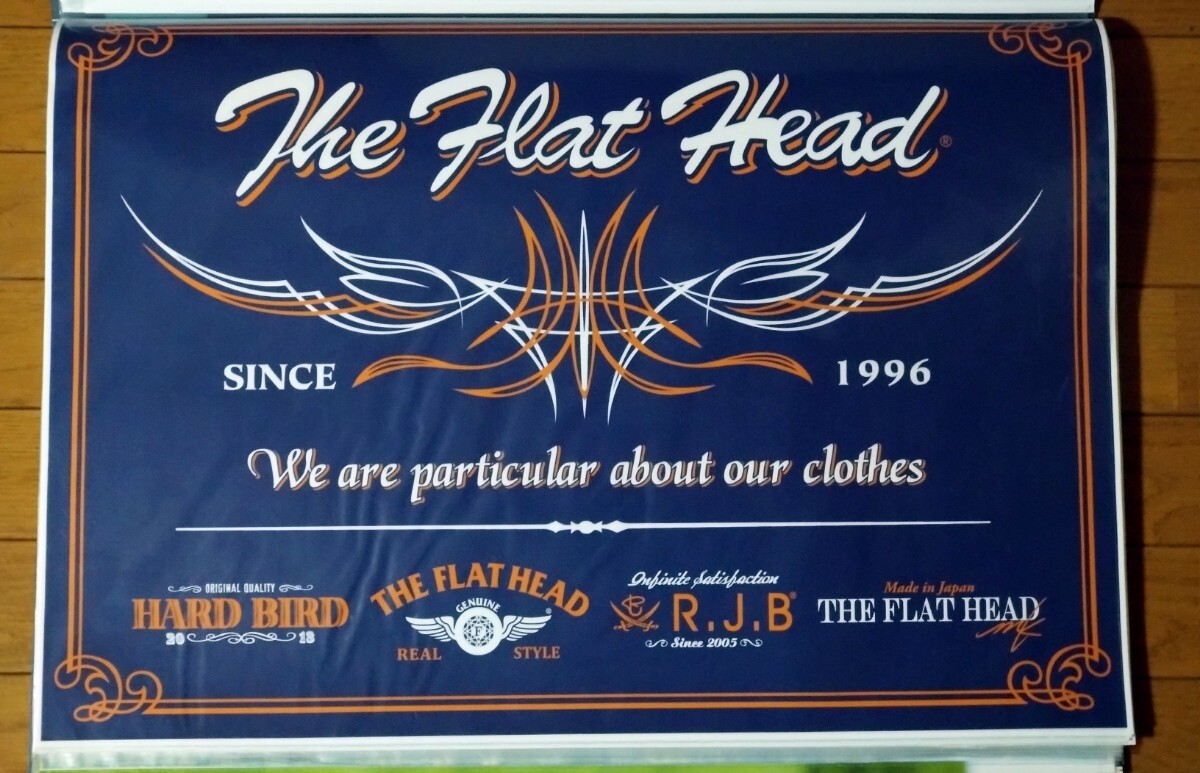 The Flat Head®
SINCE 1996
We are particular about our clothes
ORIGINAL QUALITY
HARD BIRD
20 13
THE FLAT HEAD
GENUINE ®
F
REAL STYLE
Infinite Satisfaction
R.J.B®
Since 2005
Made in Japan
THE FLAT HEAD